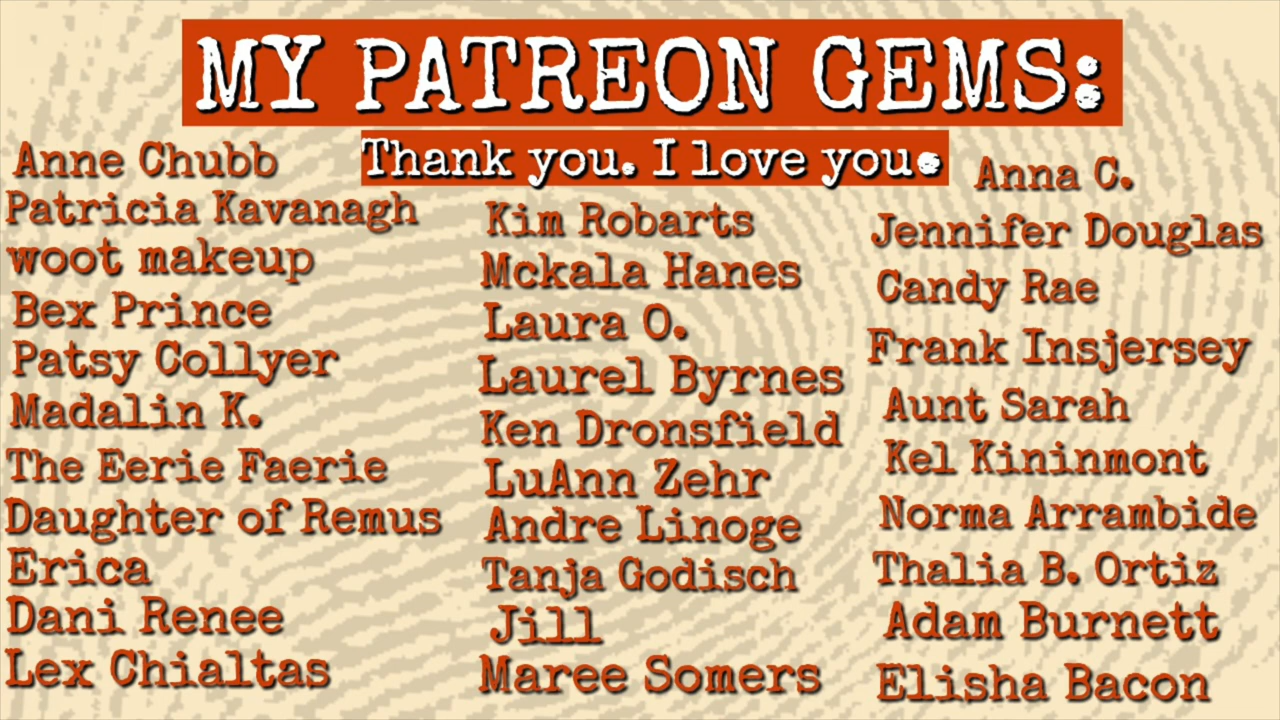 MY PATREON GEMS:
Thank you. I love you.
Anne Chubb
Patricia Kavanagh
woot makeup
Bex Prince
Patsy Collyer
Madalin K.
The Eerie Faerie
Daughter of Remus
Erica
Dani Renee
Lex Chialtas
Kim Robarts
Mckala Hanes
Laura O.
Laurel Byrnes
Ken Dronsfield
LuAnn Zehr
Andre Linoge
Tanja Godisch
Jill
Maree Somers
Anna C.
Jennifer Douglas
Candy Rae
Frank Insjersey
Aunt Sarah
Kel Kininmont
Norma Arrambide
Thalia B. Ortiz
Adam Burnett
Elisha Bacon